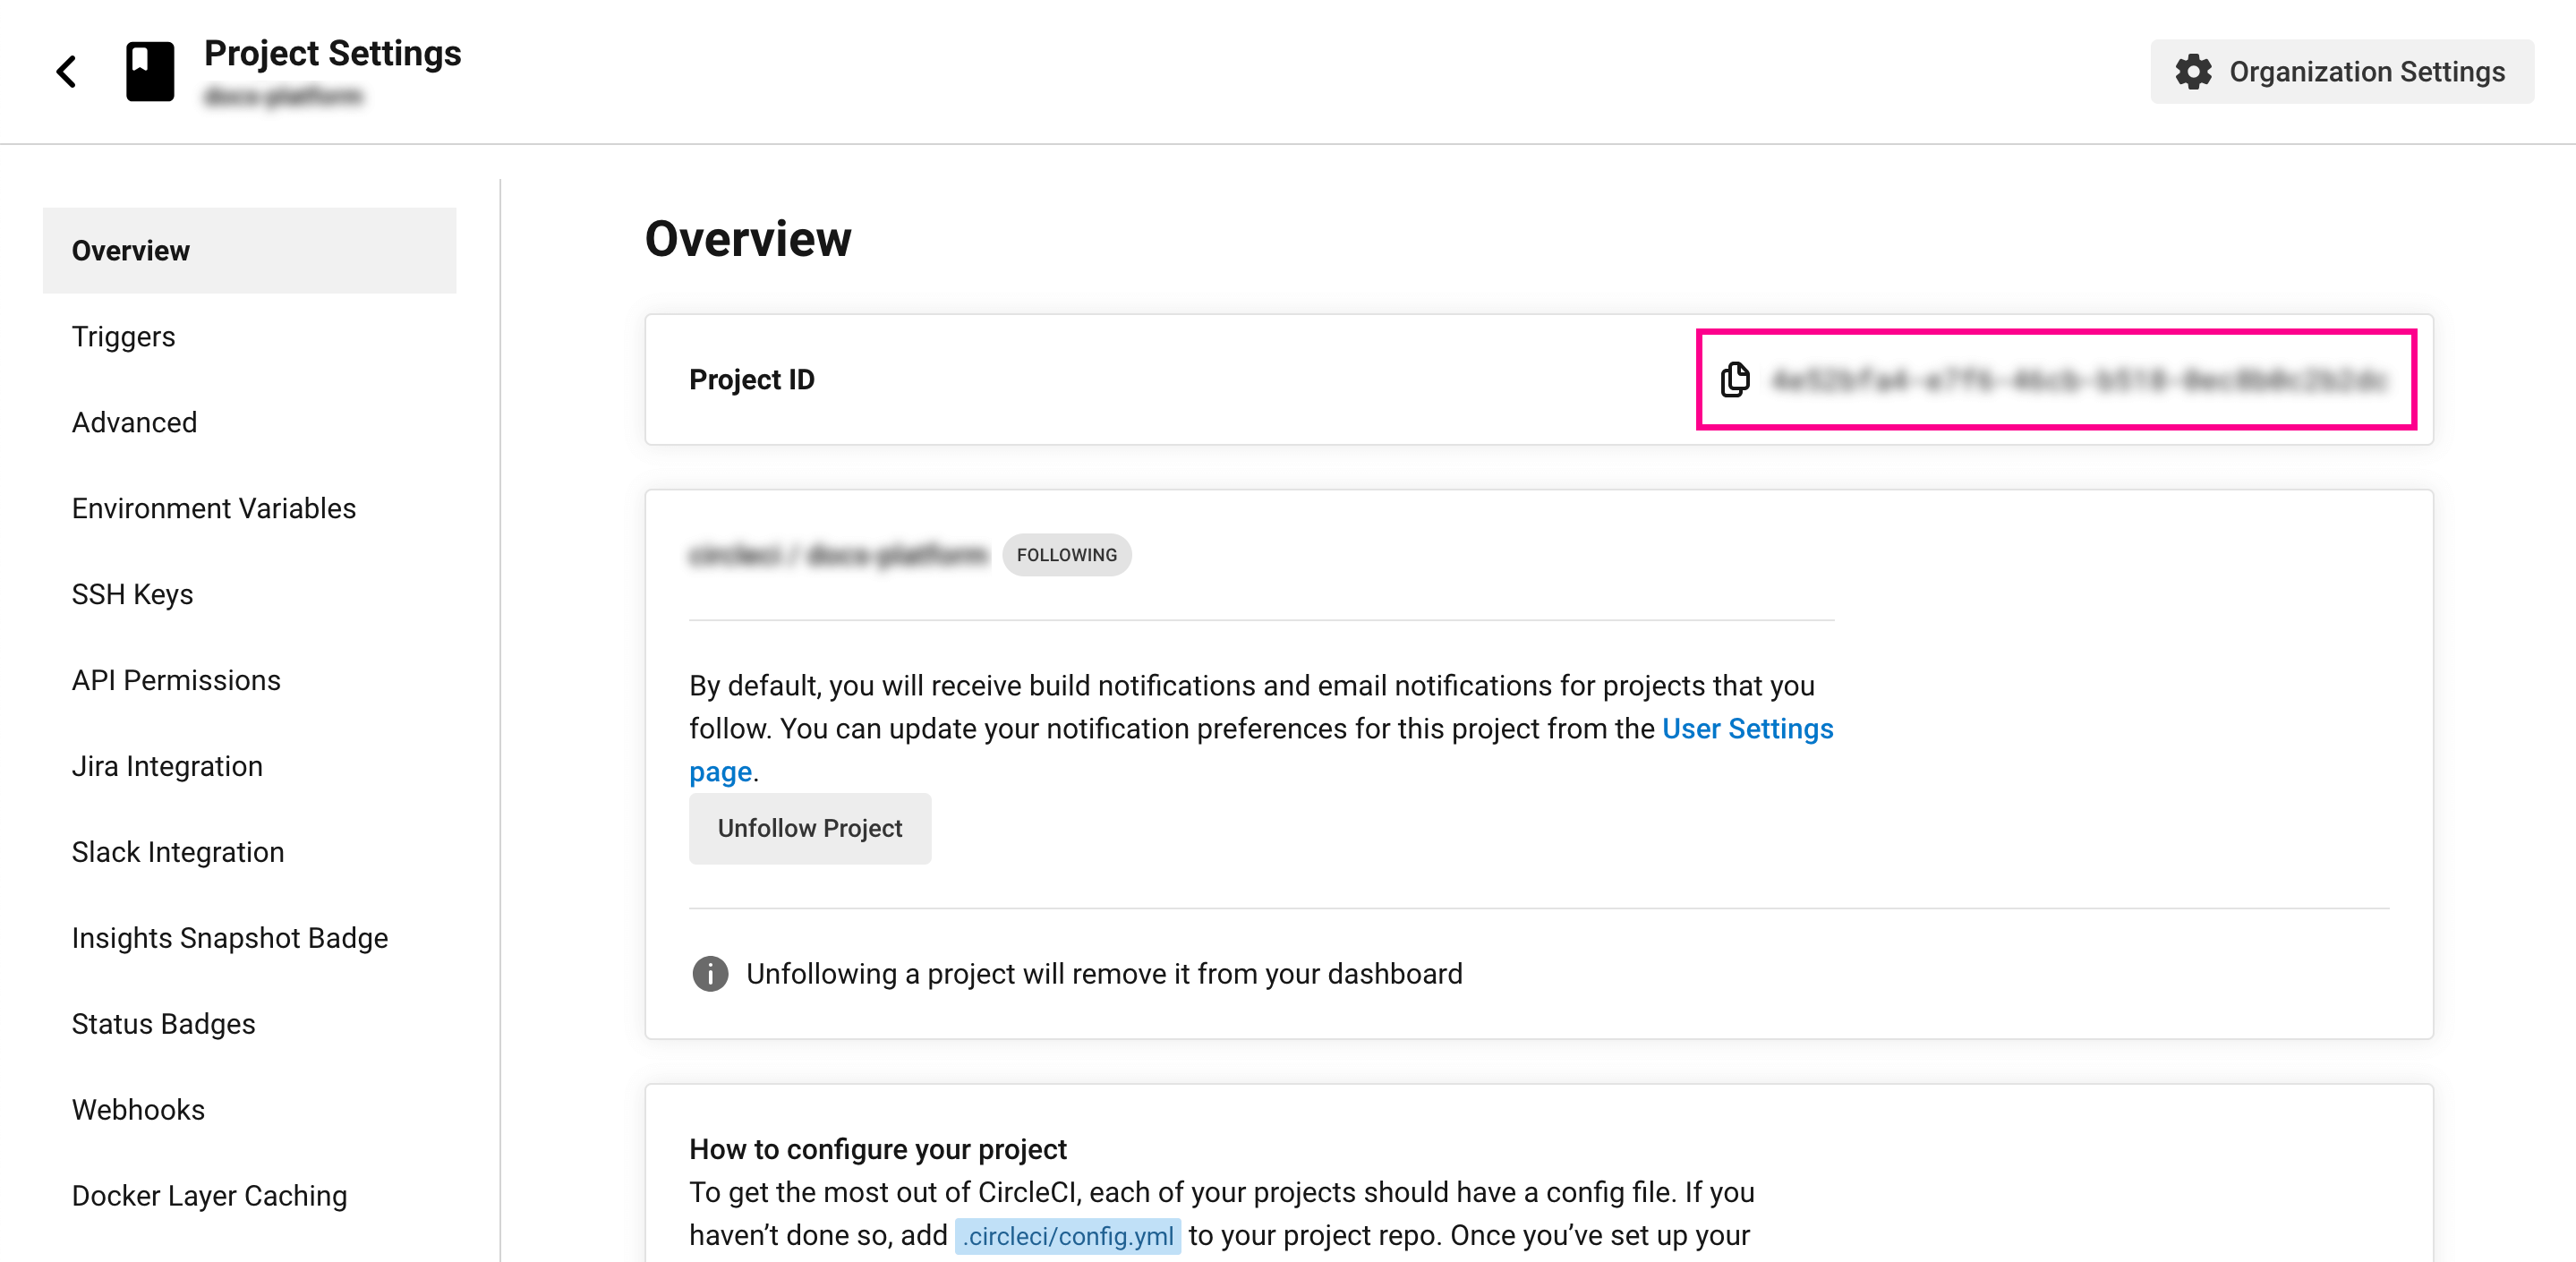 Project Settings
Organization Settings
Overview
Triggers
Advanced
Environment Variables
SSH Keys
API Permissions
Jira Integration
Slack Integration
Insights Snapshot Badge
Status Badges
Webhooks
Docker Layer Caching
Overview
Project ID
circleci / docs-platform FOLLOWING
By default, you will receive build notifications and email notifications for projects that you
follow. You can update your notification preferences for this project from the User Settings
page.
Unfollow Project
Unfollowing a project will remove it from your dashboard
How to configure your project
To get the most out of CircleCI, each of your projects should have a config file. If you
haven’t done so, add .circleci/config.yml to your project repo. Once you’ve set up your